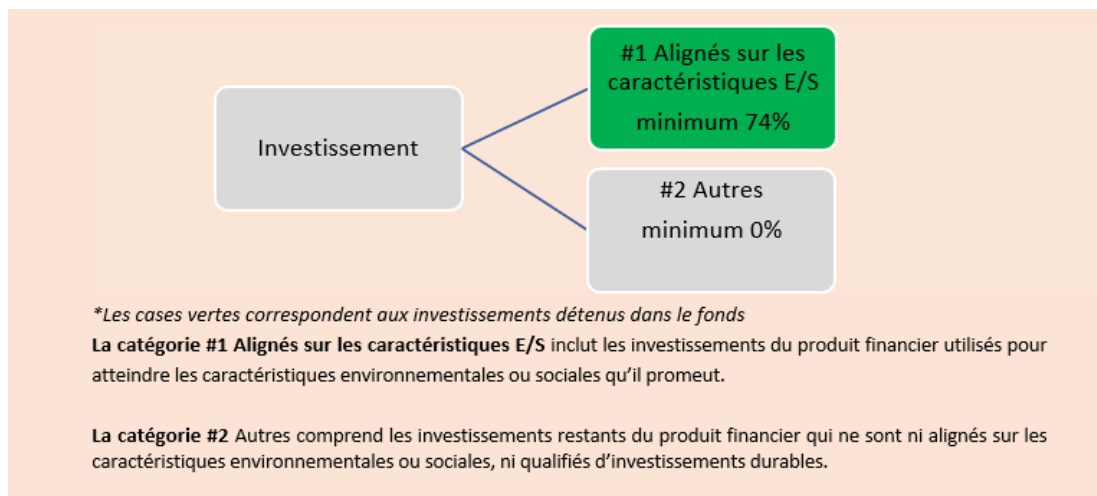 #1 Alignés sur les
caractéristiques E/S
minimum 74%
Investissement
#2 Autres
minimum 0%
*Les cases vertes correspondent aux investissements détenus dans le fonds
La catégorie #1 Alignés sur les caractéristiques E/S inclut les investissements du produit financier utilisés pour
atteindre les caractéristiques environnementales ou sociales qu’il promeut.
La catégorie #2 Autres comprend les investissements restants du produit financier qui ne sont ni alignés sur les
caractéristiques environnementales ou sociales, ni qualifiés d’investissements durables.